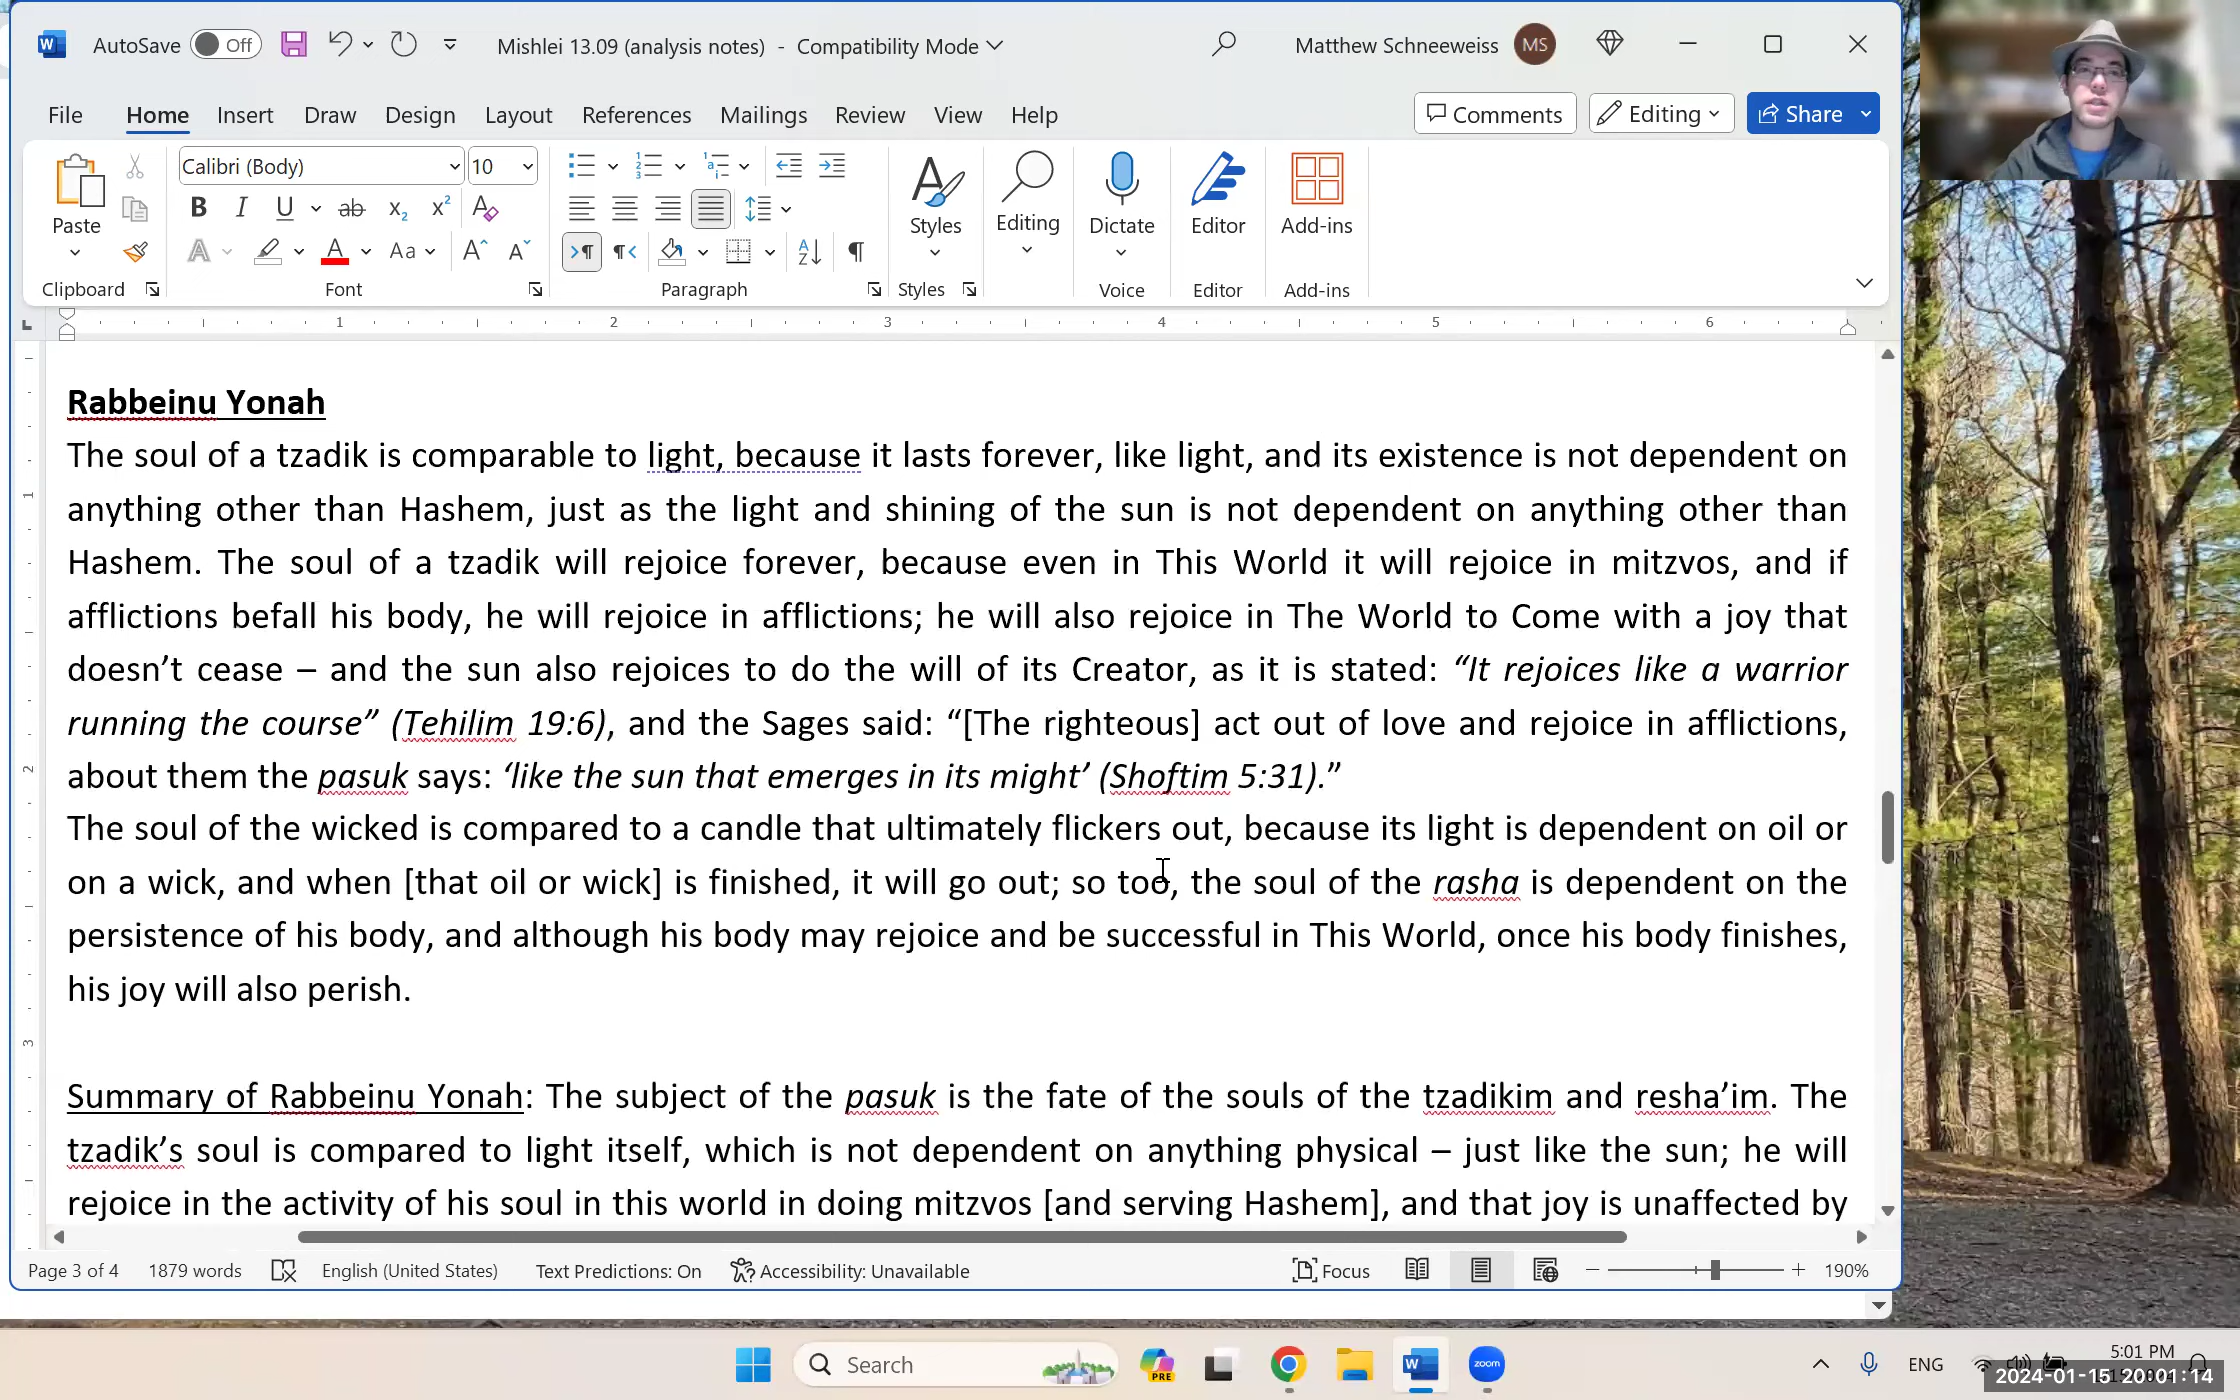 AutoSave Off Mishlei 13.09 (analysis notes) - Compatibility Mode Matthew Schneeweiss MS
File Home Insert Draw Design Layout References Mailings Review View Help Comments Editing Share
Calibri (Body) 10
Paste Styles Editing Dictate Editor Add-ins
Clipboard Font Paragraph Styles Voice Editor Add-ins
1 2 3 4 5 6
Rabbeinu Yonah
The soul of a tzadik is comparable to light, because it lasts forever, like light, and its existence is not dependent on
anything other than Hashem, just as the light and shining of the sun is not dependent on anything other than
Hashem. The soul of a tzadik will rejoice forever, because even in This World it will rejoice in mitzvos, and if
afflictions befall his body, he will rejoice in afflictions; he will also rejoice in The World to Come with a joy that
doesn’t cease – and the sun also rejoices to do the will of its Creator, as it is stated: “It rejoices like a warrior
running the course” (Tehilim 19:6), and the Sages said: “[The righteous] act out of love and rejoice in afflictions,
about them the pasuk says: ‘like the sun that emerges in its might’ (Shoftim 5:31).”
The soul of the wicked is compared to a candle that ultimately flickers out, because its light is dependent on oil or
on a wick, and when [that oil or wick] is finished, it will go out; so too, the soul of the rasha is dependent on the
persistence of his body, and although his body may rejoice and be successful in This World, once his body finishes,
his joy will also perish.
Summary of Rabbeinu Yonah: The subject of the pasuk is the fate of the souls of the tzadikim and resha’im. The
tzadik’s soul is compared to light itself, which is not dependent on anything physical – just like the sun; he will
rejoice in the activity of his soul in this world in doing mitzvos [and serving Hashem], and that joy is unaffected by
Page 3 of 4 1879 words English (United States) Text Predictions: On Accessibility: Unavailable Focus 190%
Search PRE zoom ENG 5:01 PM
2024-01-15 20:01:14